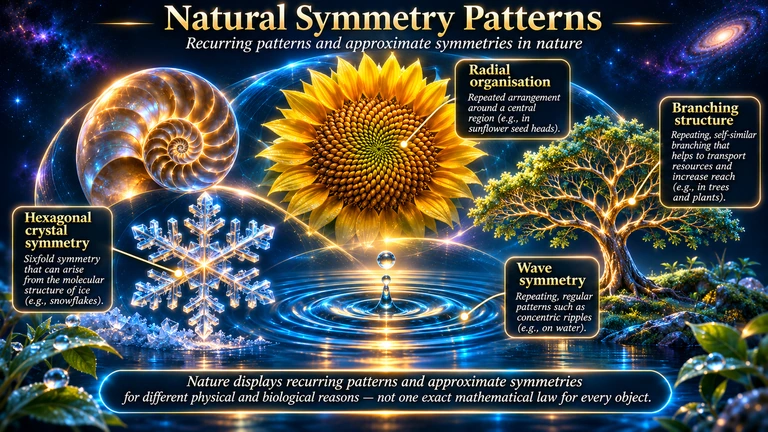 Natural Symmetry Patterns
Recurring patterns and approximate symmetries in nature
Radial
organisation
Repeated arrangement
around a central
region (e.g., in
sunflower seed heads).
Branching
structure
Repeating, self-similar
branching that
helps to transport
resources and
increase reach
(e.g., in trees
and plants).
Hexagonal
crystal
symmetry
Sixfold symmetry
that can arise
from the molecular
structure of ice
(e.g., snowflakes).
Wave
symmetry
Repeating, regular
patterns such as
concentric ripples
(e.g., on water).
Nature displays recurring patterns and approximate symmetries
for different physical and biological reasons — not one exact mathematical law for every object.